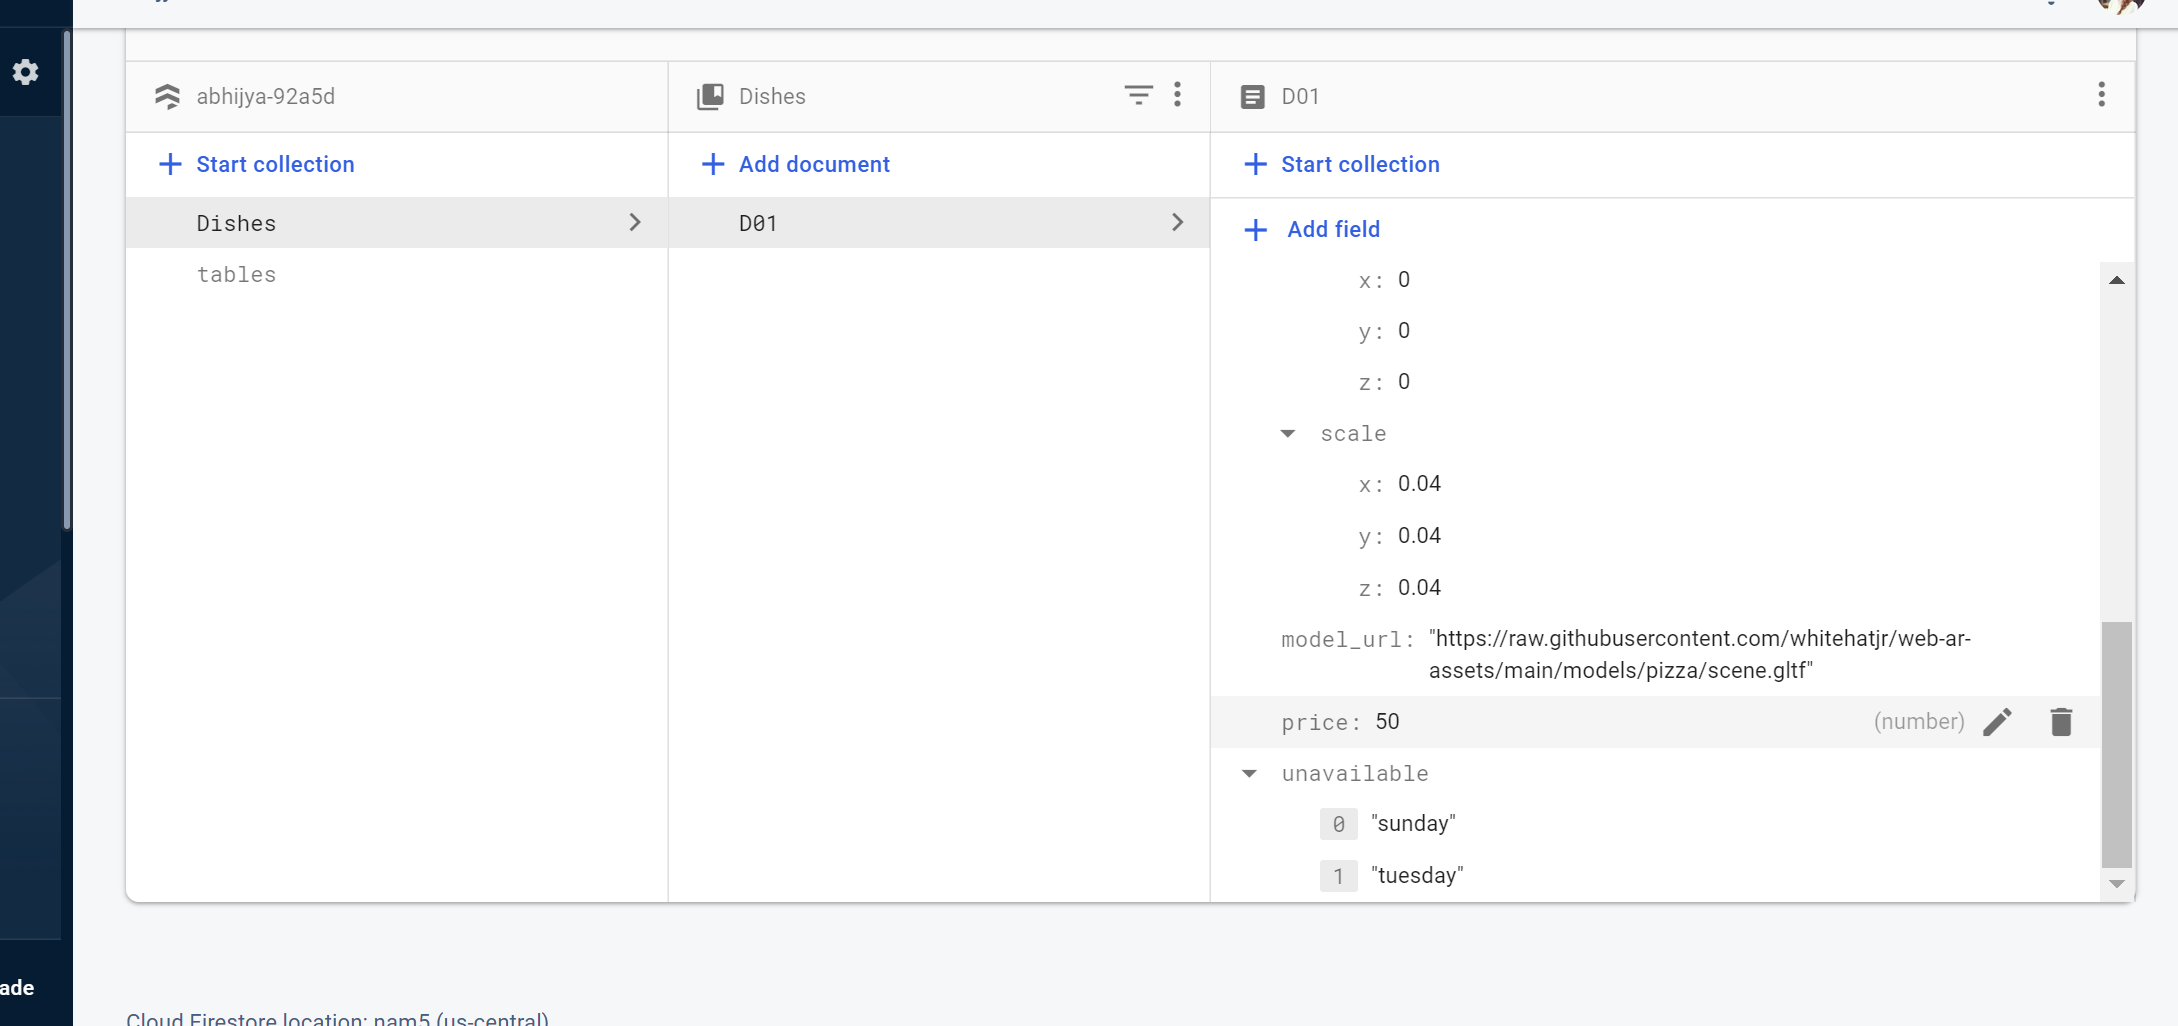 abhijya-92a5d
Dishes
D01
Start collection
Add document
Start collection
Dishes
D01
Add field
tables
x: 0
y: 0
z: 0
scale
x: 0.04
y: 0.04
z: 0.04
model_url: "https://raw.githubusercontent.com/whitehatjr/web-ar-
assets/main/models/pizza/scene.gltf"
price: 50 (number)
unavailable
0 "sunday"
1 "tuesday"
ade
Cloud Firestore location: nam5 (us-central)